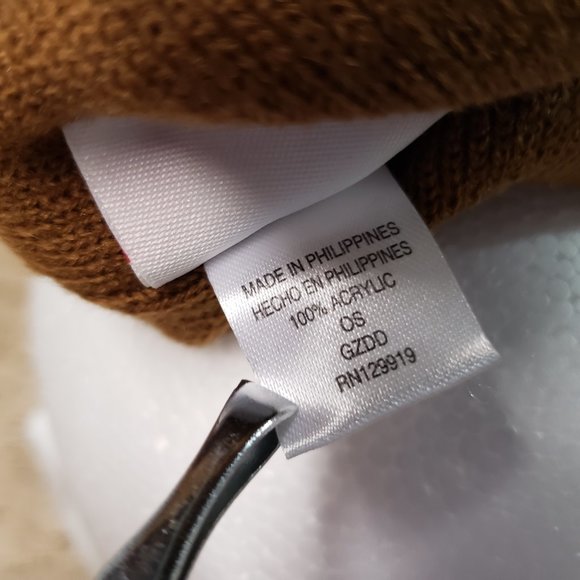 MADE IN PHILIPPINES
HECHO EN PHILIPPINES
100% ACRYLIC
OS
GZDD
RN129919